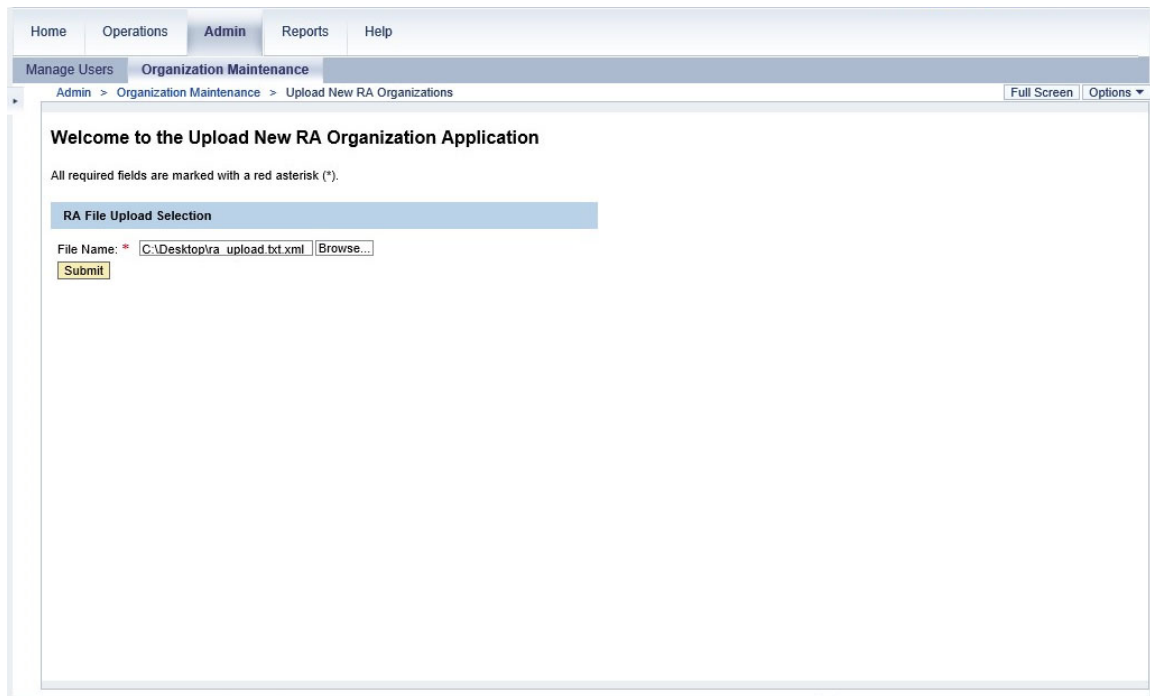 Home Operations Admin Reports Help
Manage Users Organization Maintenance
Admin > Organization Maintenance > Upload New RA Organizations Full Screen Options
Welcome to the Upload New RA Organization Application
All required fields are marked with a red asterisk (*).
RA File Upload Selection
File Name: * C:\Desktop\ra_upload.txt.xml Browse...
Submit